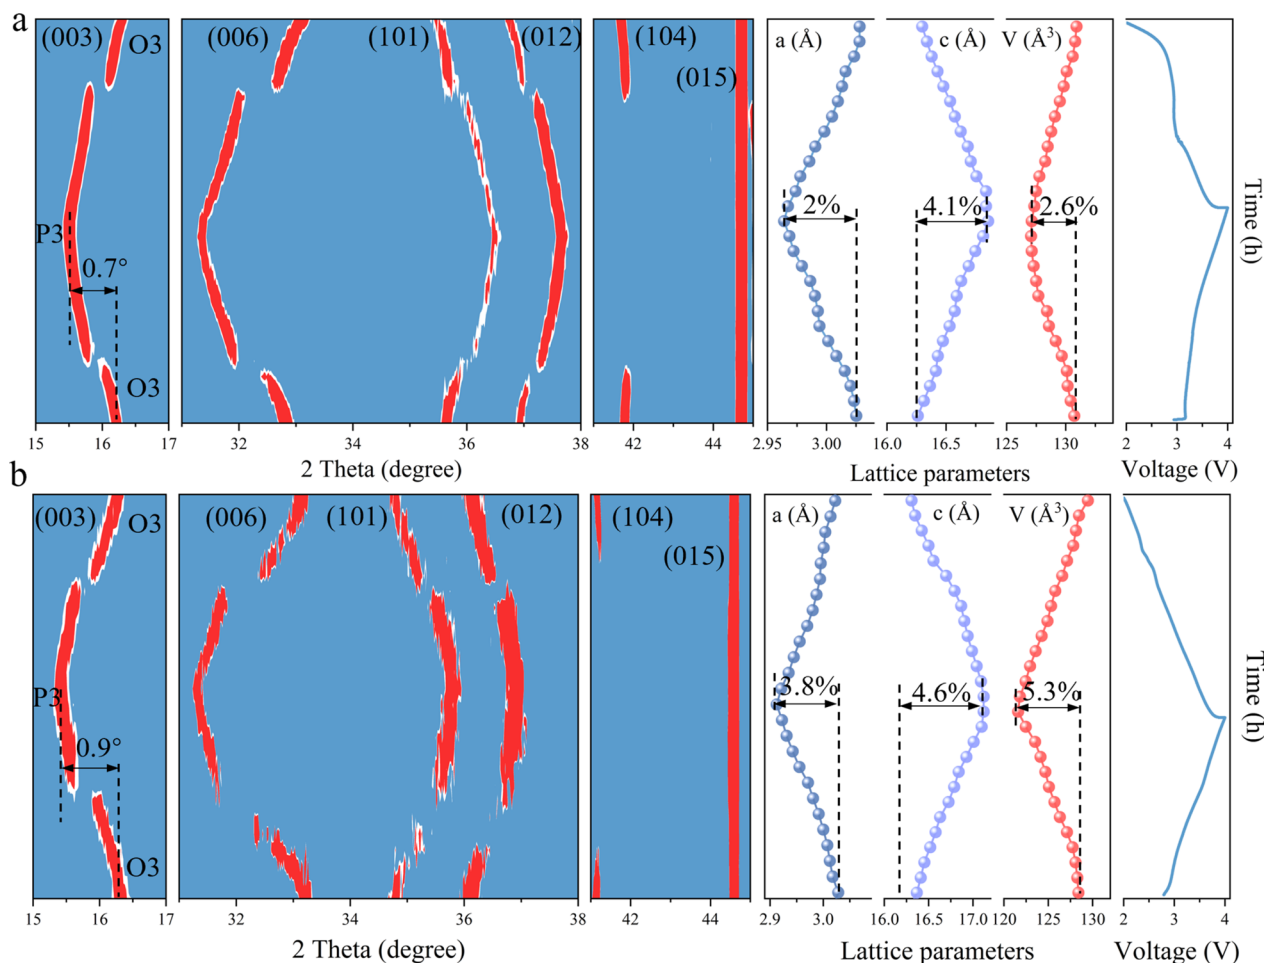 a
(003)
O3
(006)
(101)
(012)
(104)
(015)
a (Å)
c (Å)
V (Å³)
2%
4.1%
2.6%
P3
0.7°
O3
Time (h)
15 16 17
32 34 36 38
42 44
2.95 3.00
16.0 16.5
125 130
2 3 4
2 Theta (degree)
Lattice parameters
Voltage (V)
b
(003)
O3
(006)
(101)
(012)
(104)
(015)
a (Å)
c (Å)
V (Å³)
3.8%
4.6%
5.3%
P3
0.9°
O3
Time (h)
15 16 17
32 34 36 38
42 44
2.9 3.0
16.0 16.5 17.0
120 125 130
2 3 4
2 Theta (degree)
Lattice parameters
Voltage (V)